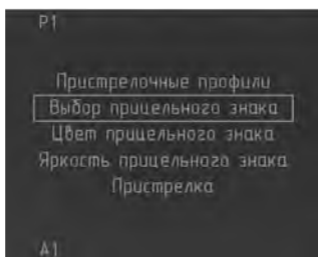 P1
Пристрелочные профили
Выбор прицельного знака
Цвет прицельного знака
Яркость прицельного знака
Пристрелка
A1